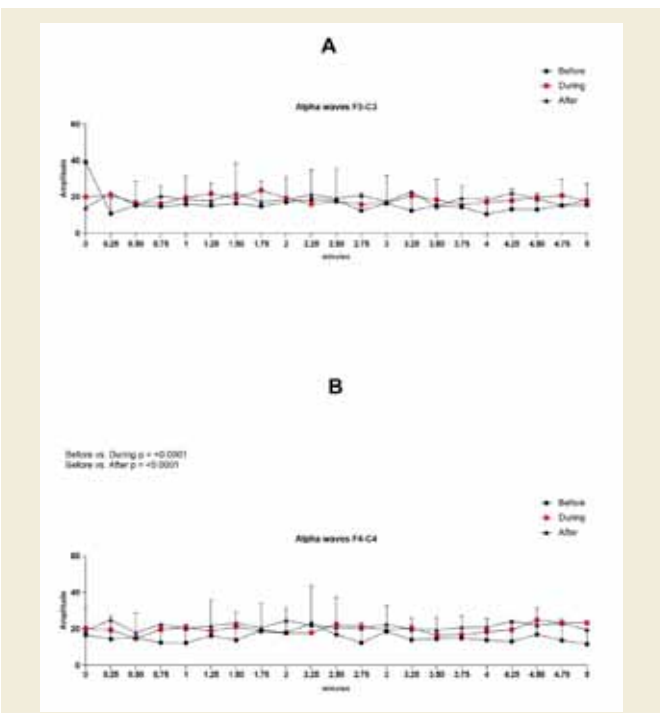 A
Before
During
After
Alpha waves F3-C3
Amplitude
60
40
20
0
0 0.25 0.50 0.75 1 1.25 1.50 1.75 2 2.25 2.50 2.75 3 3.25 3.50 3.75 4 4.25 4.50 4.75 5
minutes
B
Before vs. During p = <0.0001
Before vs. After p = <0.0001
Before
During
After
Alpha waves F4-C4
Amplitude
60
40
20
0
0 0.25 0.50 0.75 1 1.25 1.50 1.75 2 2.25 2.50 2.75 3 3.25 3.50 3.75 4 4.25 4.50 4.75 5
minutes